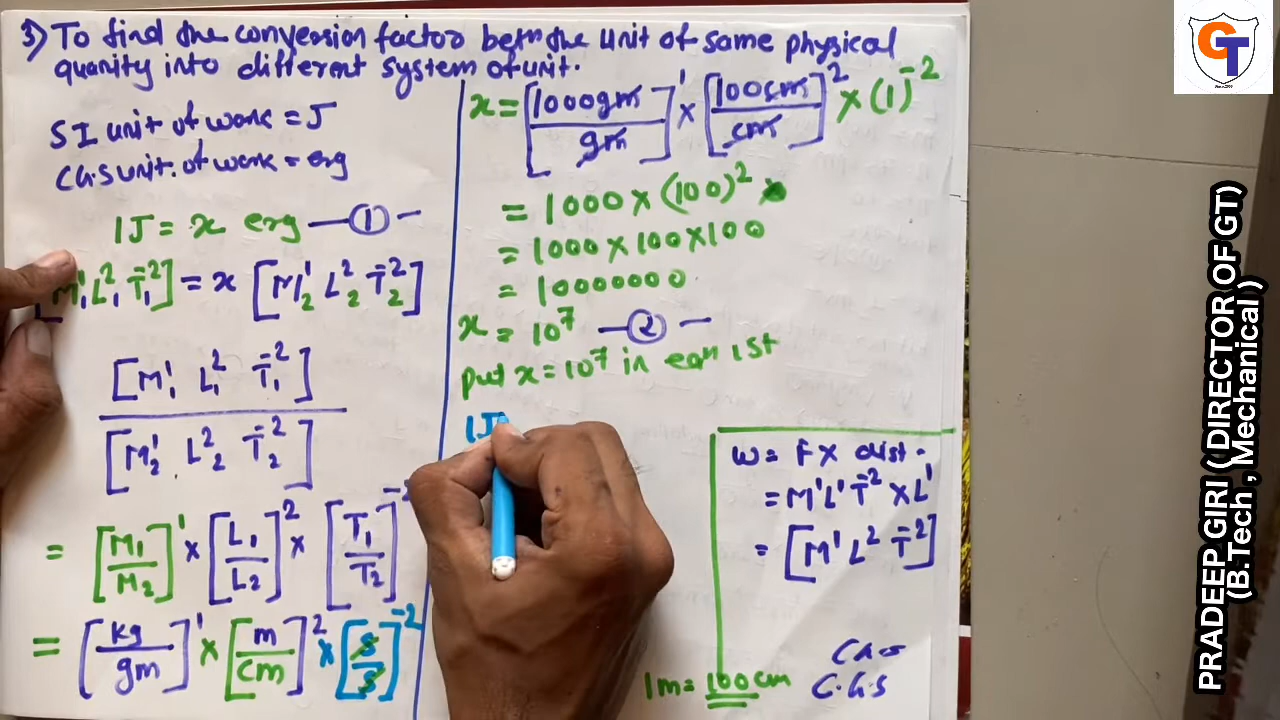 3) To find the conversion factor betn the unit of same physical
quanity into different system of unit.
SI unit of work = J
C.G.S unit. of work = erg
1J = x erg — ① —
[M₁¹ L₁² T₁⁻²] = x [M₂¹ L₂² T₂⁻²]
[M₁¹ L₁² T₁⁻²]
[M₂¹ L₂² T₂⁻²]
= [M₁/M₂]¹ × [L₁/L₂]² × [T₁/T₂]⁻²
= [kg/gm]¹ × [m/cm]² × [s/s]⁻²
x = [1000gm/gm]¹ × [100cm/cm]² × (1)⁻²
= 1000 × (100)²
= 1000 × 100 × 100
= 10000000
x = 10⁷ — ② —
put x = 10⁷ in eqn 1st
1J
W = F × dist.
= M¹L¹T⁻² × L¹
= [M¹ L² T⁻²]
1m = 100 cm
C.G.S
GT
PRADEEP GIRI ( DIRECTOR OF GT)
(B.Tech , Mechanical )